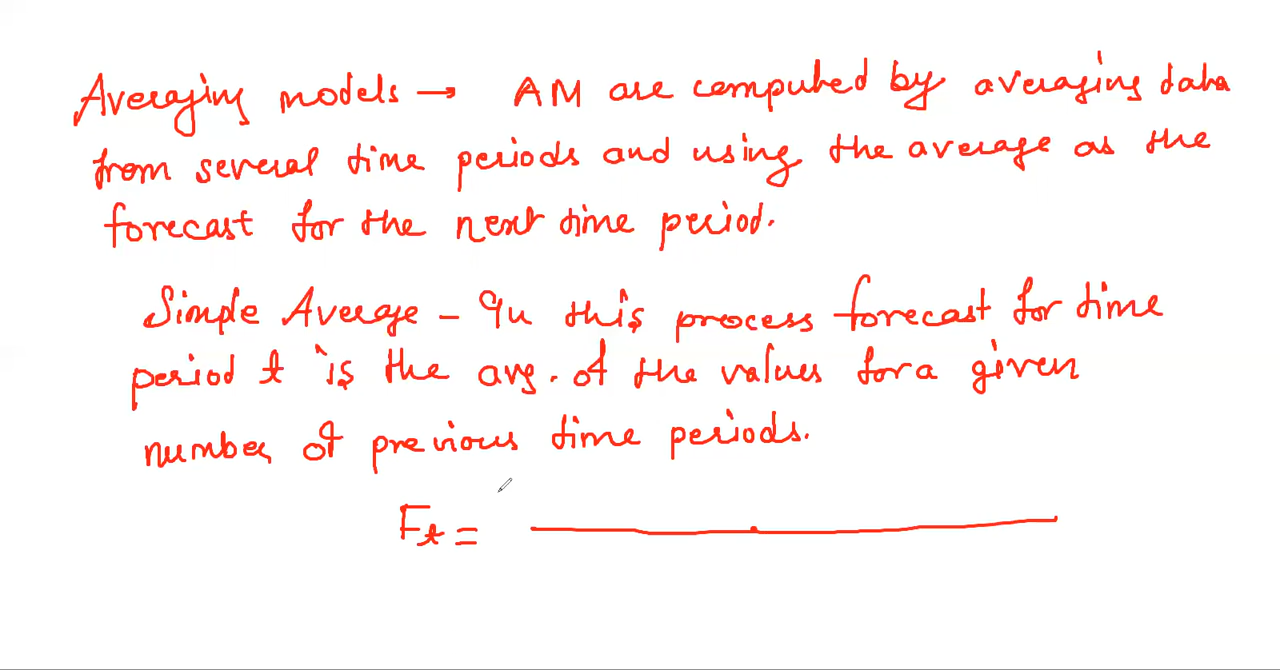 Averaging models → AM are computed by averaging data
from several time periods and using the average as the
forecast for the next time period.
Simple Average - In this process forecast for time
period t is the avg. of the values for a given
number of previous time periods.
Ft =